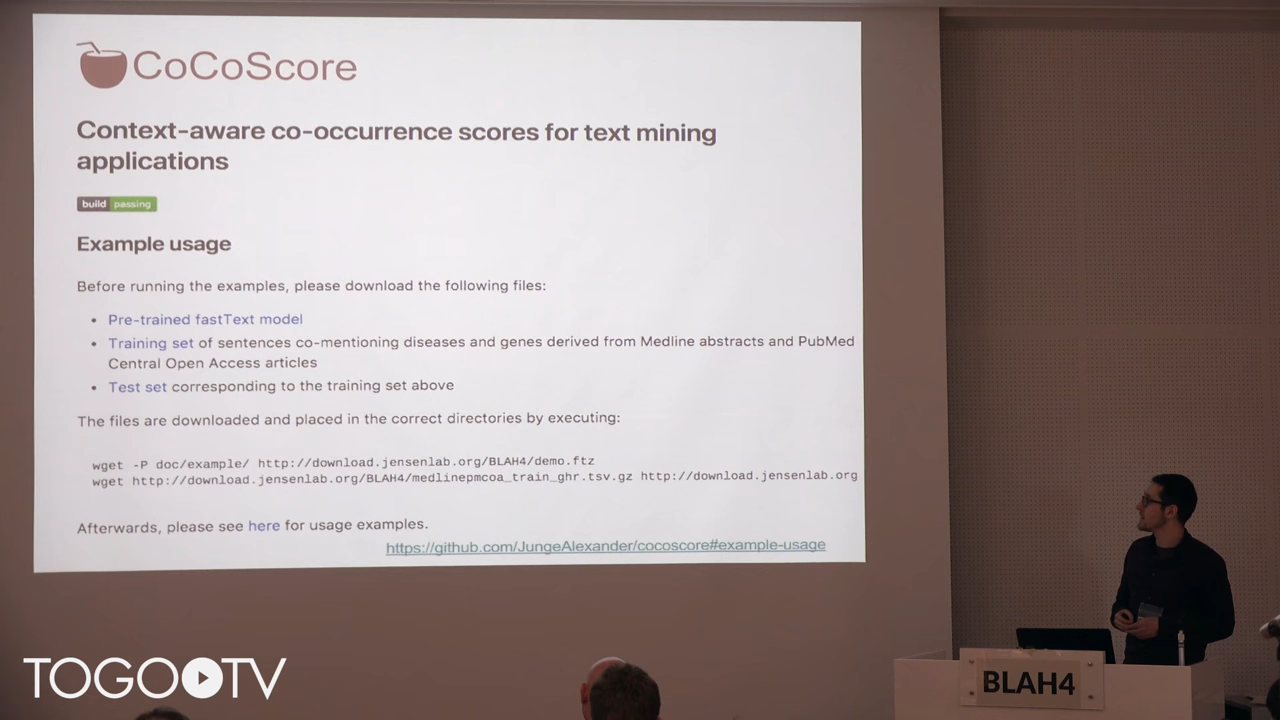 CoCoScore
Context-aware co-occurrence scores for text mining
applications
build passing
Example usage
Before running the examples, please download the following files:
• Pre-trained fastText model
• Training set of sentences co-mentioning diseases and genes derived from Medline abstracts and PubMed
Central Open Access articles
• Test set corresponding to the training set above
The files are downloaded and placed in the correct directories by executing:
wget -P doc/example/ http://download.jensenlab.org/BLAH4/demo.ftz
wget http://download.jensenlab.org/BLAH4/medlinepmcoa_train_ghr.tsv.gz http://download.jensenlab.org
Afterwards, please see here for usage examples.
https://github.com/JungeAlexander/cocoscore#example-usage
BLAH4
TOGOTV